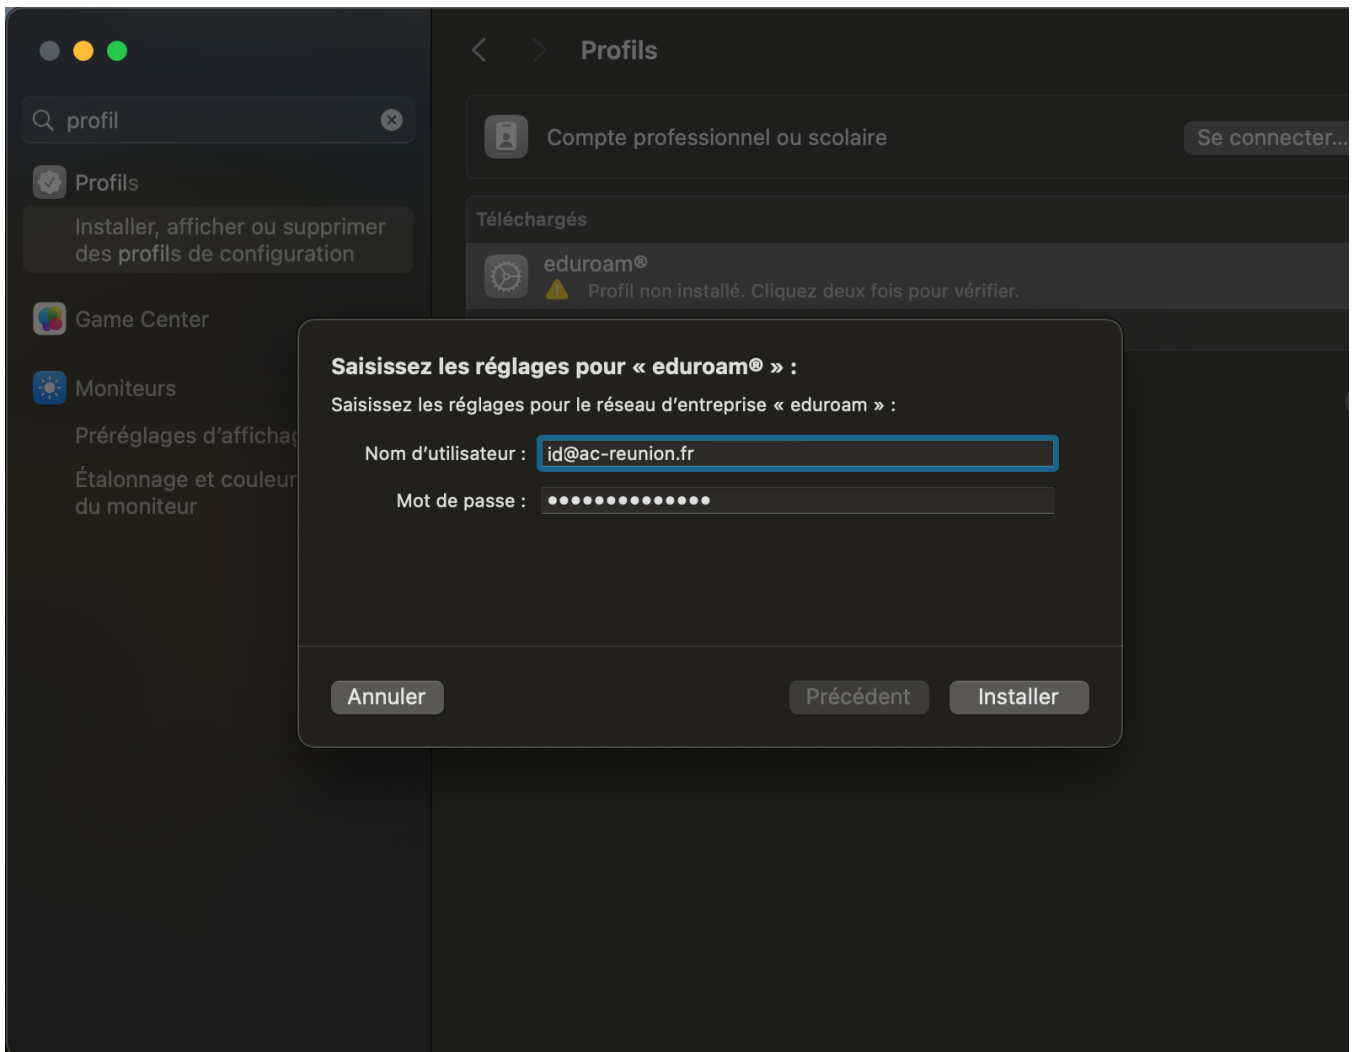 Profils
profil
Compte professionnel ou scolaire
Se connecter...
Profils
Installer, afficher ou supprimer
des profils de configuration
Téléchargés
eduroam®
Profil non installé. Cliquez deux fois pour vérifier.
Game Center
Moniteurs
Préréglages d’affichag
Étalonnage et couleur
du moniteur
Saisissez les réglages pour « eduroam® » :
Saisissez les réglages pour le réseau d’entreprise « eduroam » :
Nom d’utilisateur : id@ac-reunion.fr
Mot de passe : ••••••••••••••
Annuler
Précédent
Installer